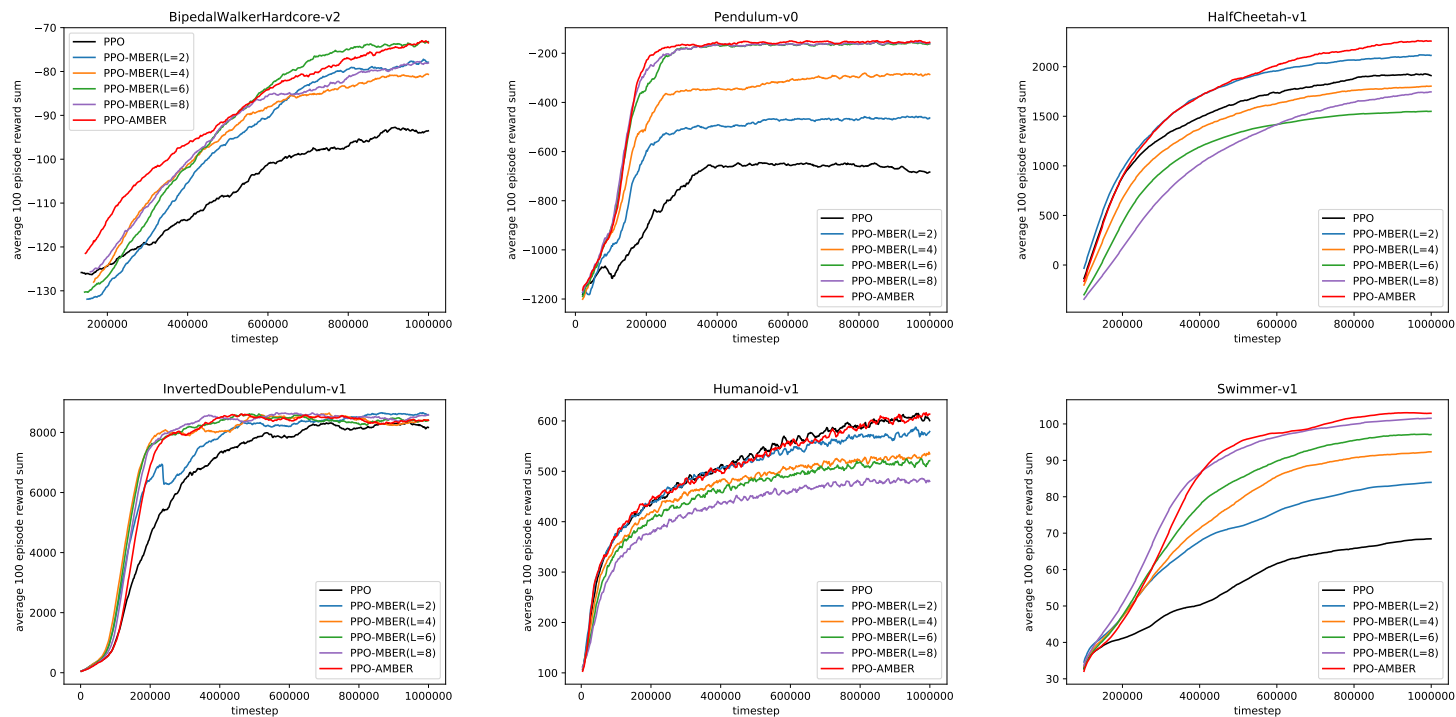 BipedalWalkerHardcore-v2
average 100 episode reward sum
−70
−80
−90
−100
−110
−120
−130
PPO
PPO-MBER(L=2)
PPO-MBER(L=4)
PPO-MBER(L=6)
PPO-MBER(L=8)
PPO-AMBER
200000 400000 600000 800000 1000000
timestep
Pendulum-v0
average 100 episode reward sum
−200
−400
−600
−800
−1000
−1200
PPO
PPO-MBER(L=2)
PPO-MBER(L=4)
PPO-MBER(L=6)
PPO-MBER(L=8)
PPO-AMBER
0 200000 400000 600000 800000 1000000
timestep
HalfCheetah-v1
average 100 episode reward sum
2000
1500
1000
500
0
PPO
PPO-MBER(L=2)
PPO-MBER(L=4)
PPO-MBER(L=6)
PPO-MBER(L=8)
PPO-AMBER
200000 400000 600000 800000 1000000
timestep
InvertedDoublePendulum-v1
average 100 episode reward sum
8000
6000
4000
2000
0
PPO
PPO-MBER(L=2)
PPO-MBER(L=4)
PPO-MBER(L=6)
PPO-MBER(L=8)
PPO-AMBER
0 200000 400000 600000 800000 1000000
timestep
Humanoid-v1
average 100 episode reward sum
600
500
400
300
200
100
PPO
PPO-MBER(L=2)
PPO-MBER(L=4)
PPO-MBER(L=6)
PPO-MBER(L=8)
PPO-AMBER
0 200000 400000 600000 800000 1000000
timestep
Swimmer-v1
average 100 episode reward sum
100
90
80
70
60
50
40
30
PPO
PPO-MBER(L=2)
PPO-MBER(L=4)
PPO-MBER(L=6)
PPO-MBER(L=8)
PPO-AMBER
200000 400000 600000 800000 1000000
timestep